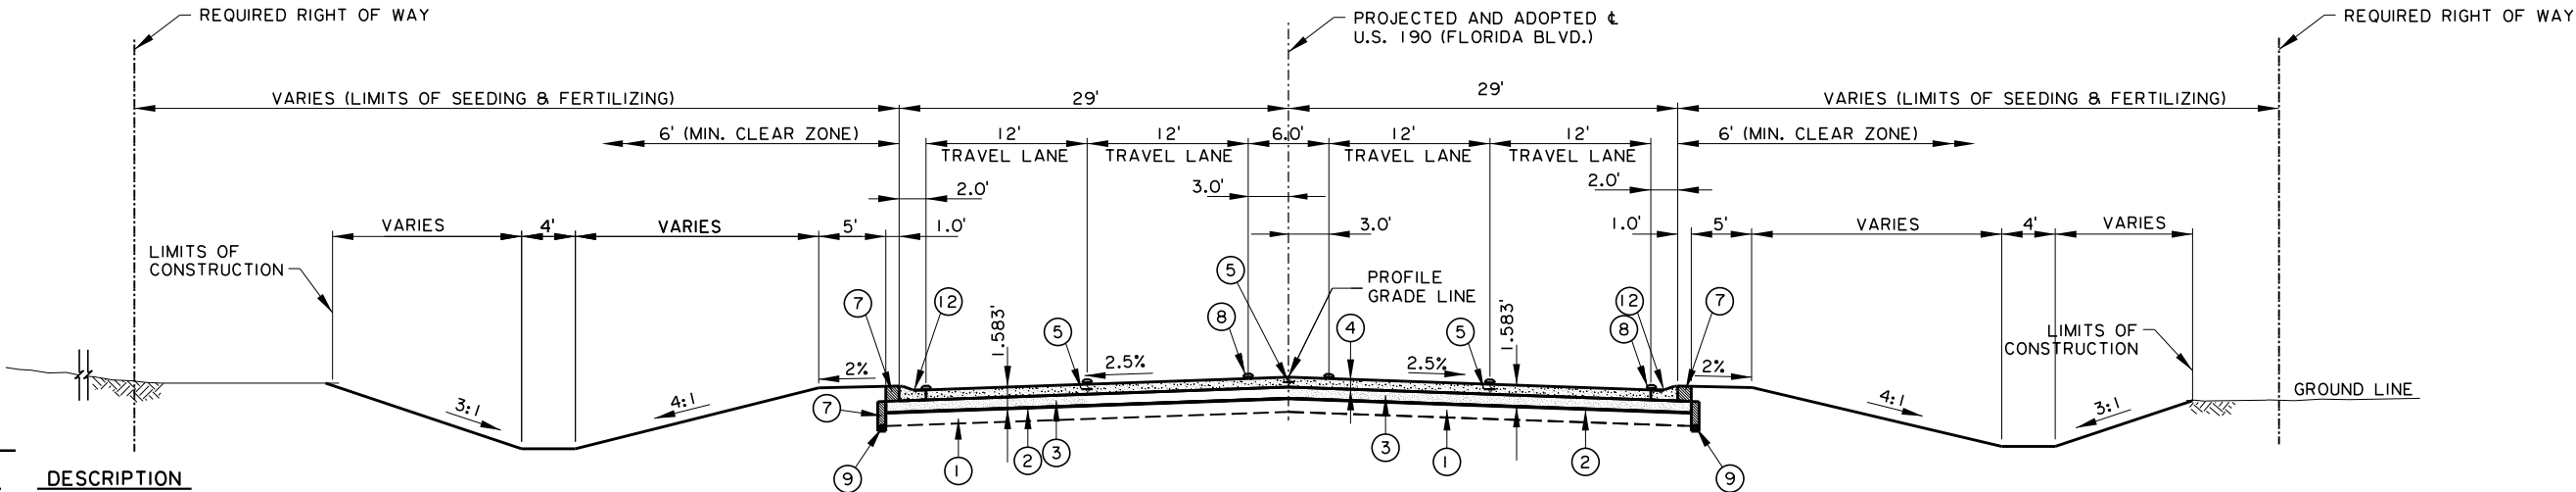 REQUIRED RIGHT OF WAY
PROJECTED AND ADOPTED ℄
U.S. 190 (FLORIDA BLVD.)
REQUIRED RIGHT OF WAY
VARIES (LIMITS OF SEEDING & FERTILIZING)
29'
29'
VARIES (LIMITS OF SEEDING & FERTILIZING)
6' (MIN. CLEAR ZONE)
12'
TRAVEL LANE
12'
TRAVEL LANE
6.0'
12'
TRAVEL LANE
12'
TRAVEL LANE
6' (MIN. CLEAR ZONE)
2.0'
3.0'
2.0'
VARIES
4'
VARIES
5'
1.0'
3.0'
1.0'
5'
VARIES
4'
VARIES
LIMITS OF
CONSTRUCTION
5
PROFILE
GRADE LINE
7
12
1.583'
5
8
4
5
1.583'
12
8
7
LIMITS OF
CONSTRUCTION
2%
2.5%
2.5%
2%
GROUND LINE
3:1
4:1
4:1
3:1
7
9
1
2
3
3
1
2
9
DESCRIPTION